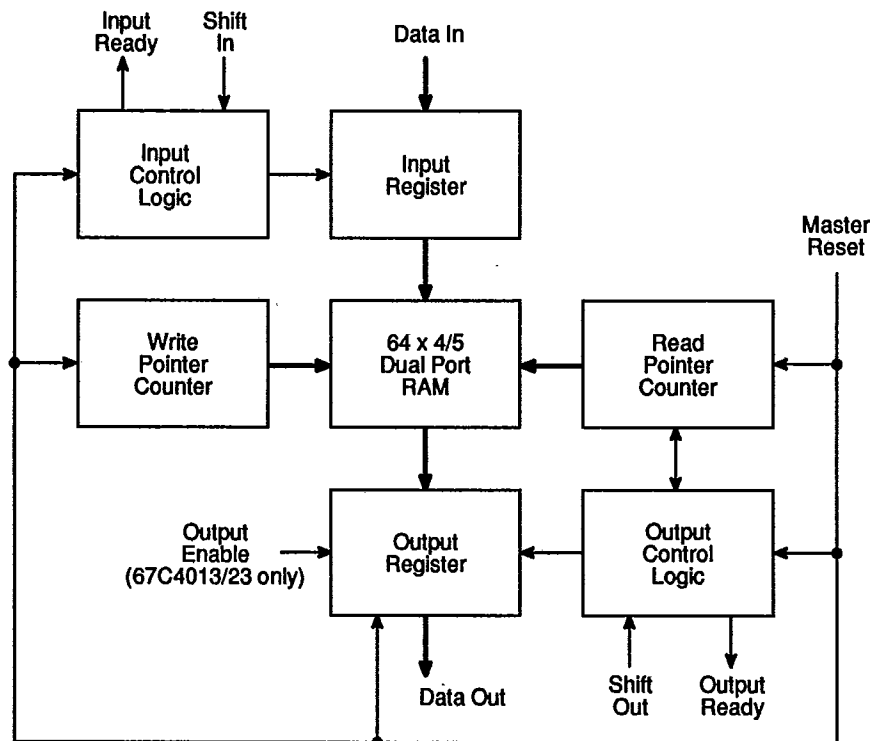 Input
Ready
Shift
In
Data In
Input
Control
Logic
Input
Register
Master
Reset
Write
Pointer
Counter
64 x 4/5
Dual Port
RAM
Read
Pointer
Counter
Output
Enable
(67C4013/23 only)
Output
Register
Output
Control
Logic
Data Out
Shift
Out
Output
Ready